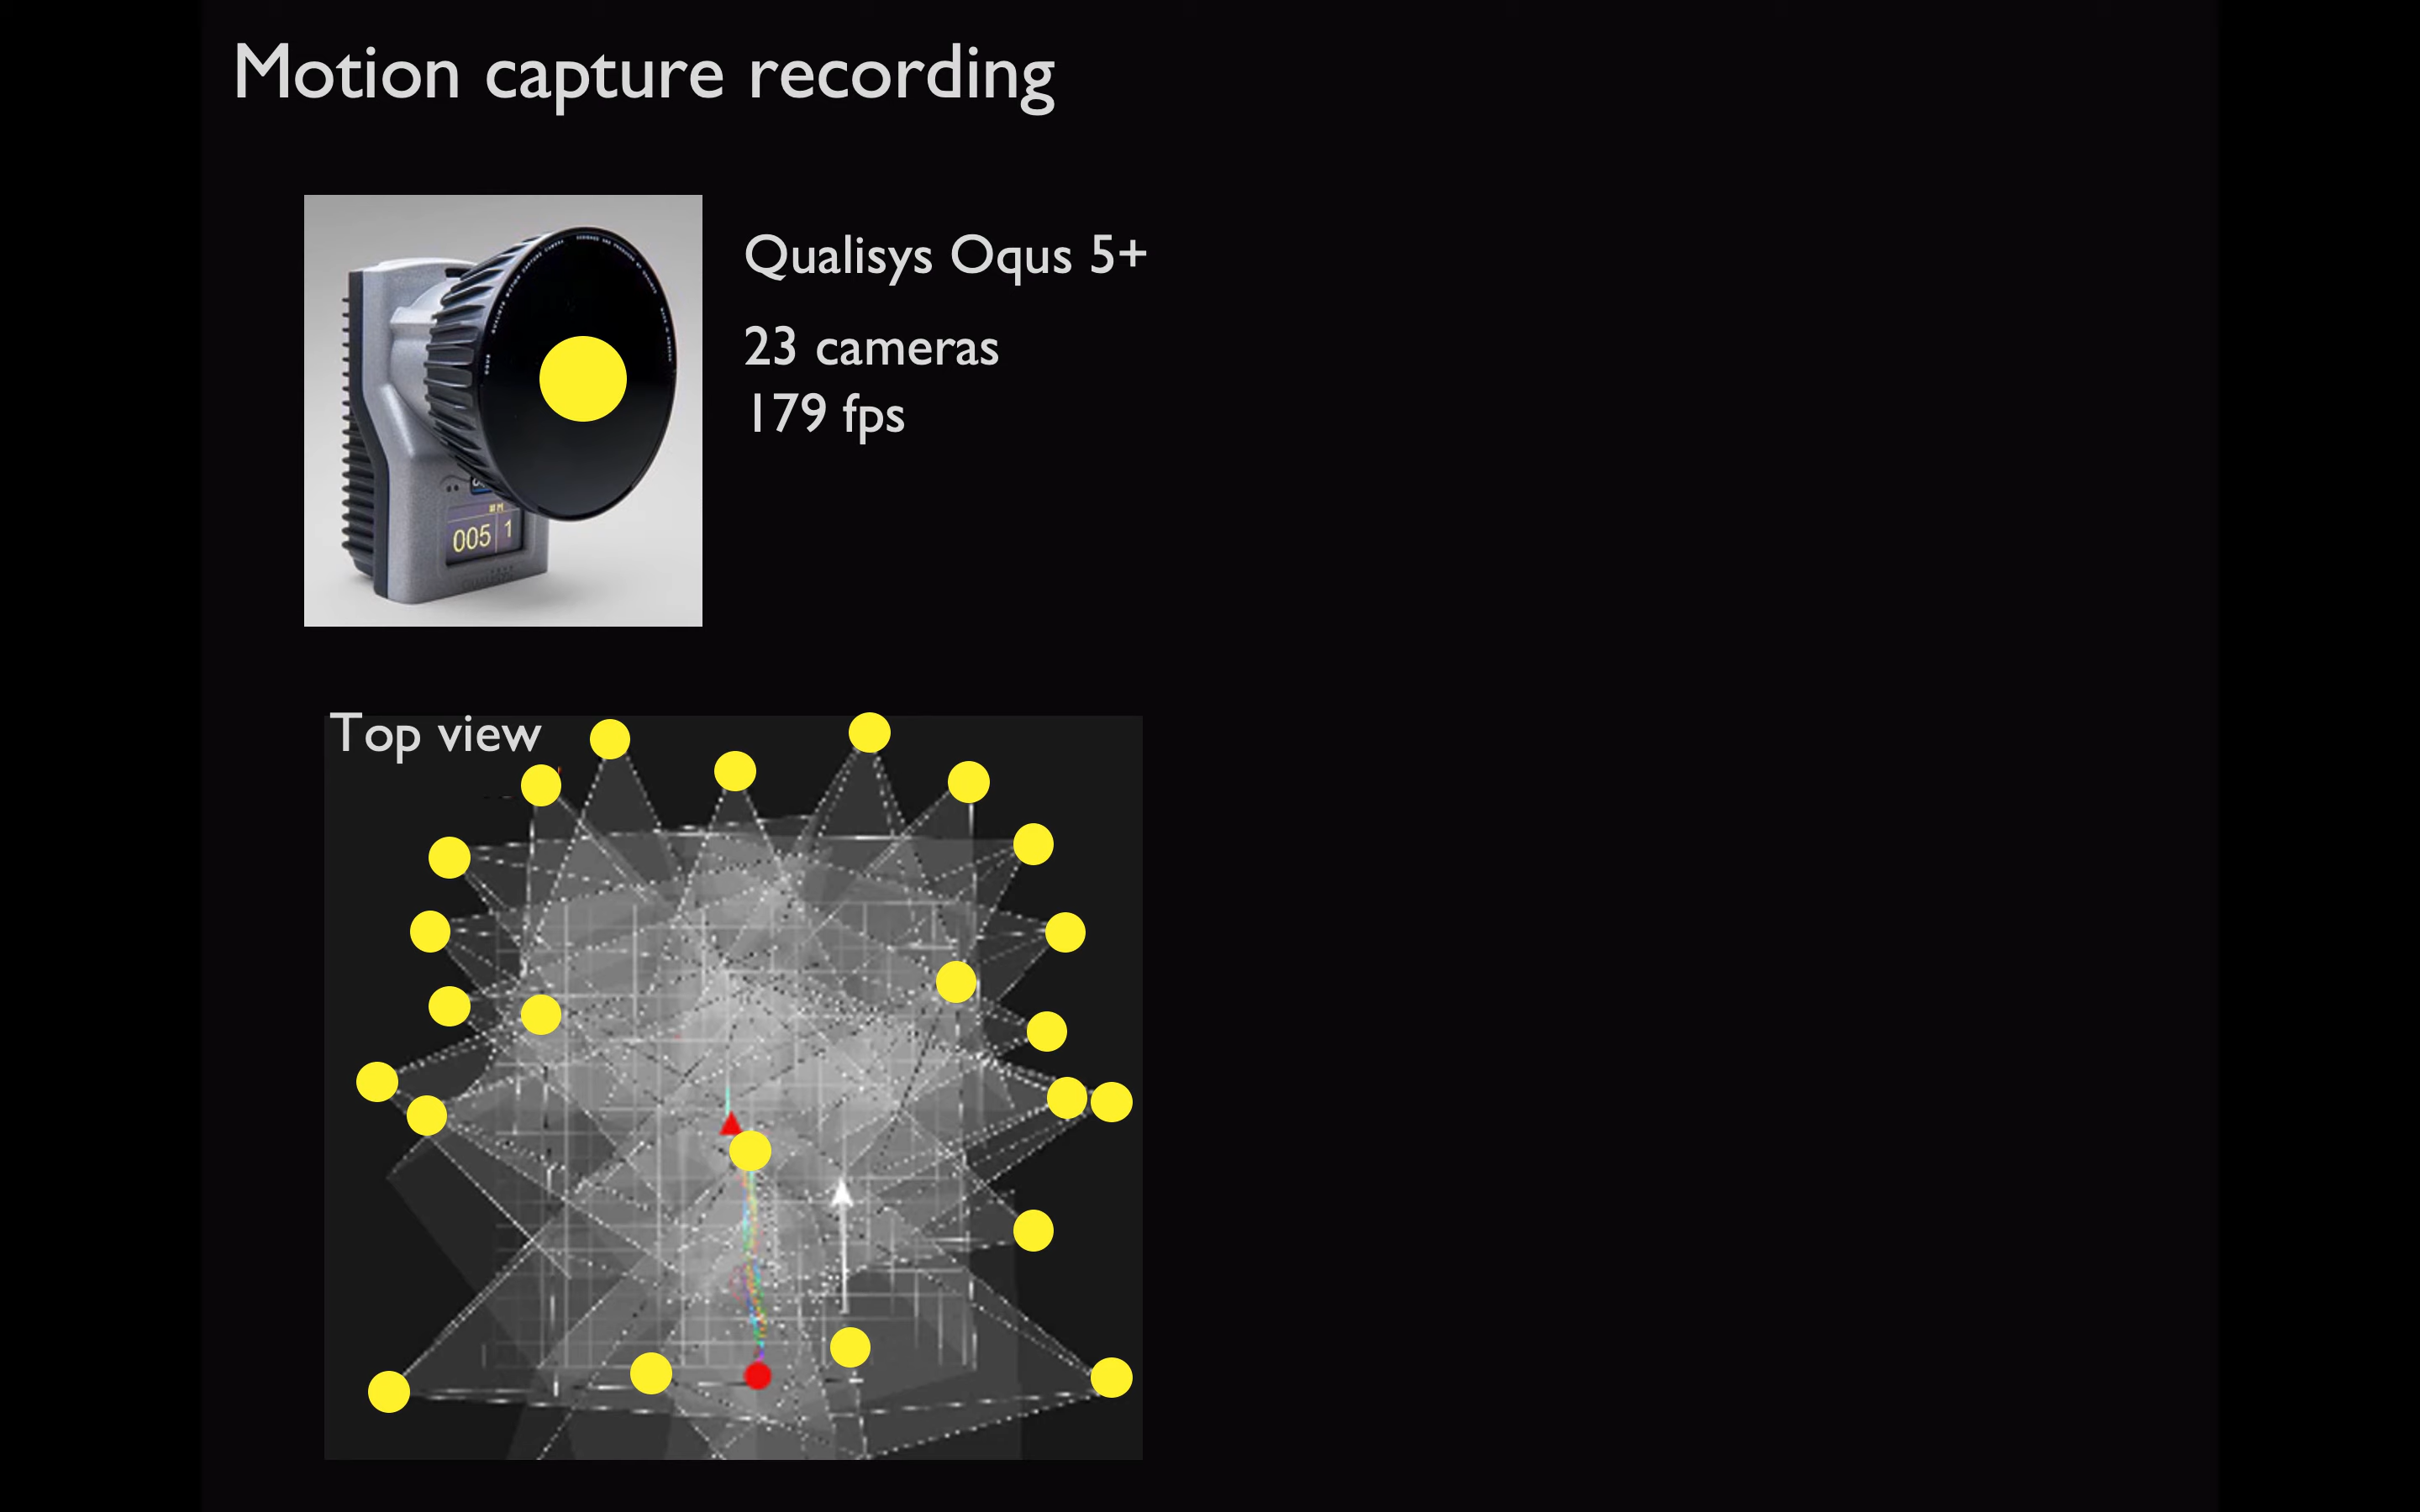 Motion capture recording
Qualisys Oqus 5+
23 cameras
179 fps
005 1
Top view